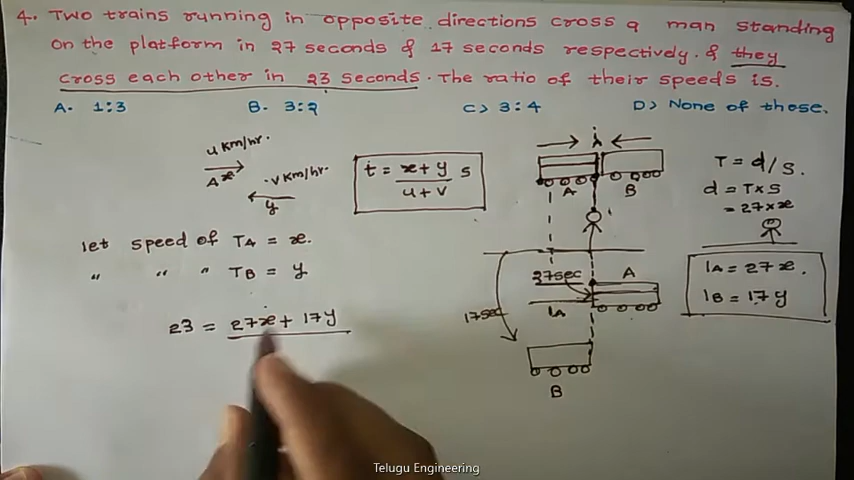 4. Two trains running in opposite directions cross a man standing
on the platform in 27 seconds & 17 seconds respectively. & they
cross each other in 23 seconds. The ratio of their speeds is.
A. 1:3 B. 3:2 C> 3:4 D> None of these.
u km/hr.
A x
v km/hr.
y
t = x+y / u+v s
A B
T = d/s.
d = T×s
= 27×x
let speed of TA = x.
" " " TB = y
lA = 27x.
lB = 17y
27sec A
lA
17sec
23 = 27x + 17y
B
Telugu Engineering